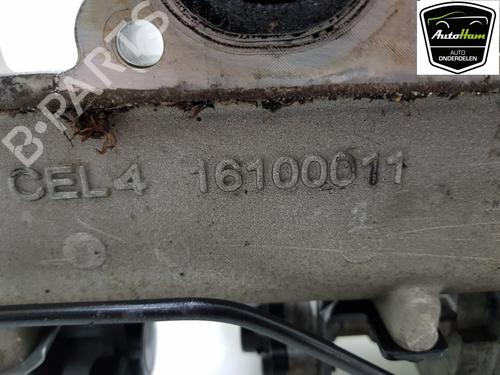 AutoHam
AUTO
ONDERDELEN
B-PARTS
CEL4 16100011